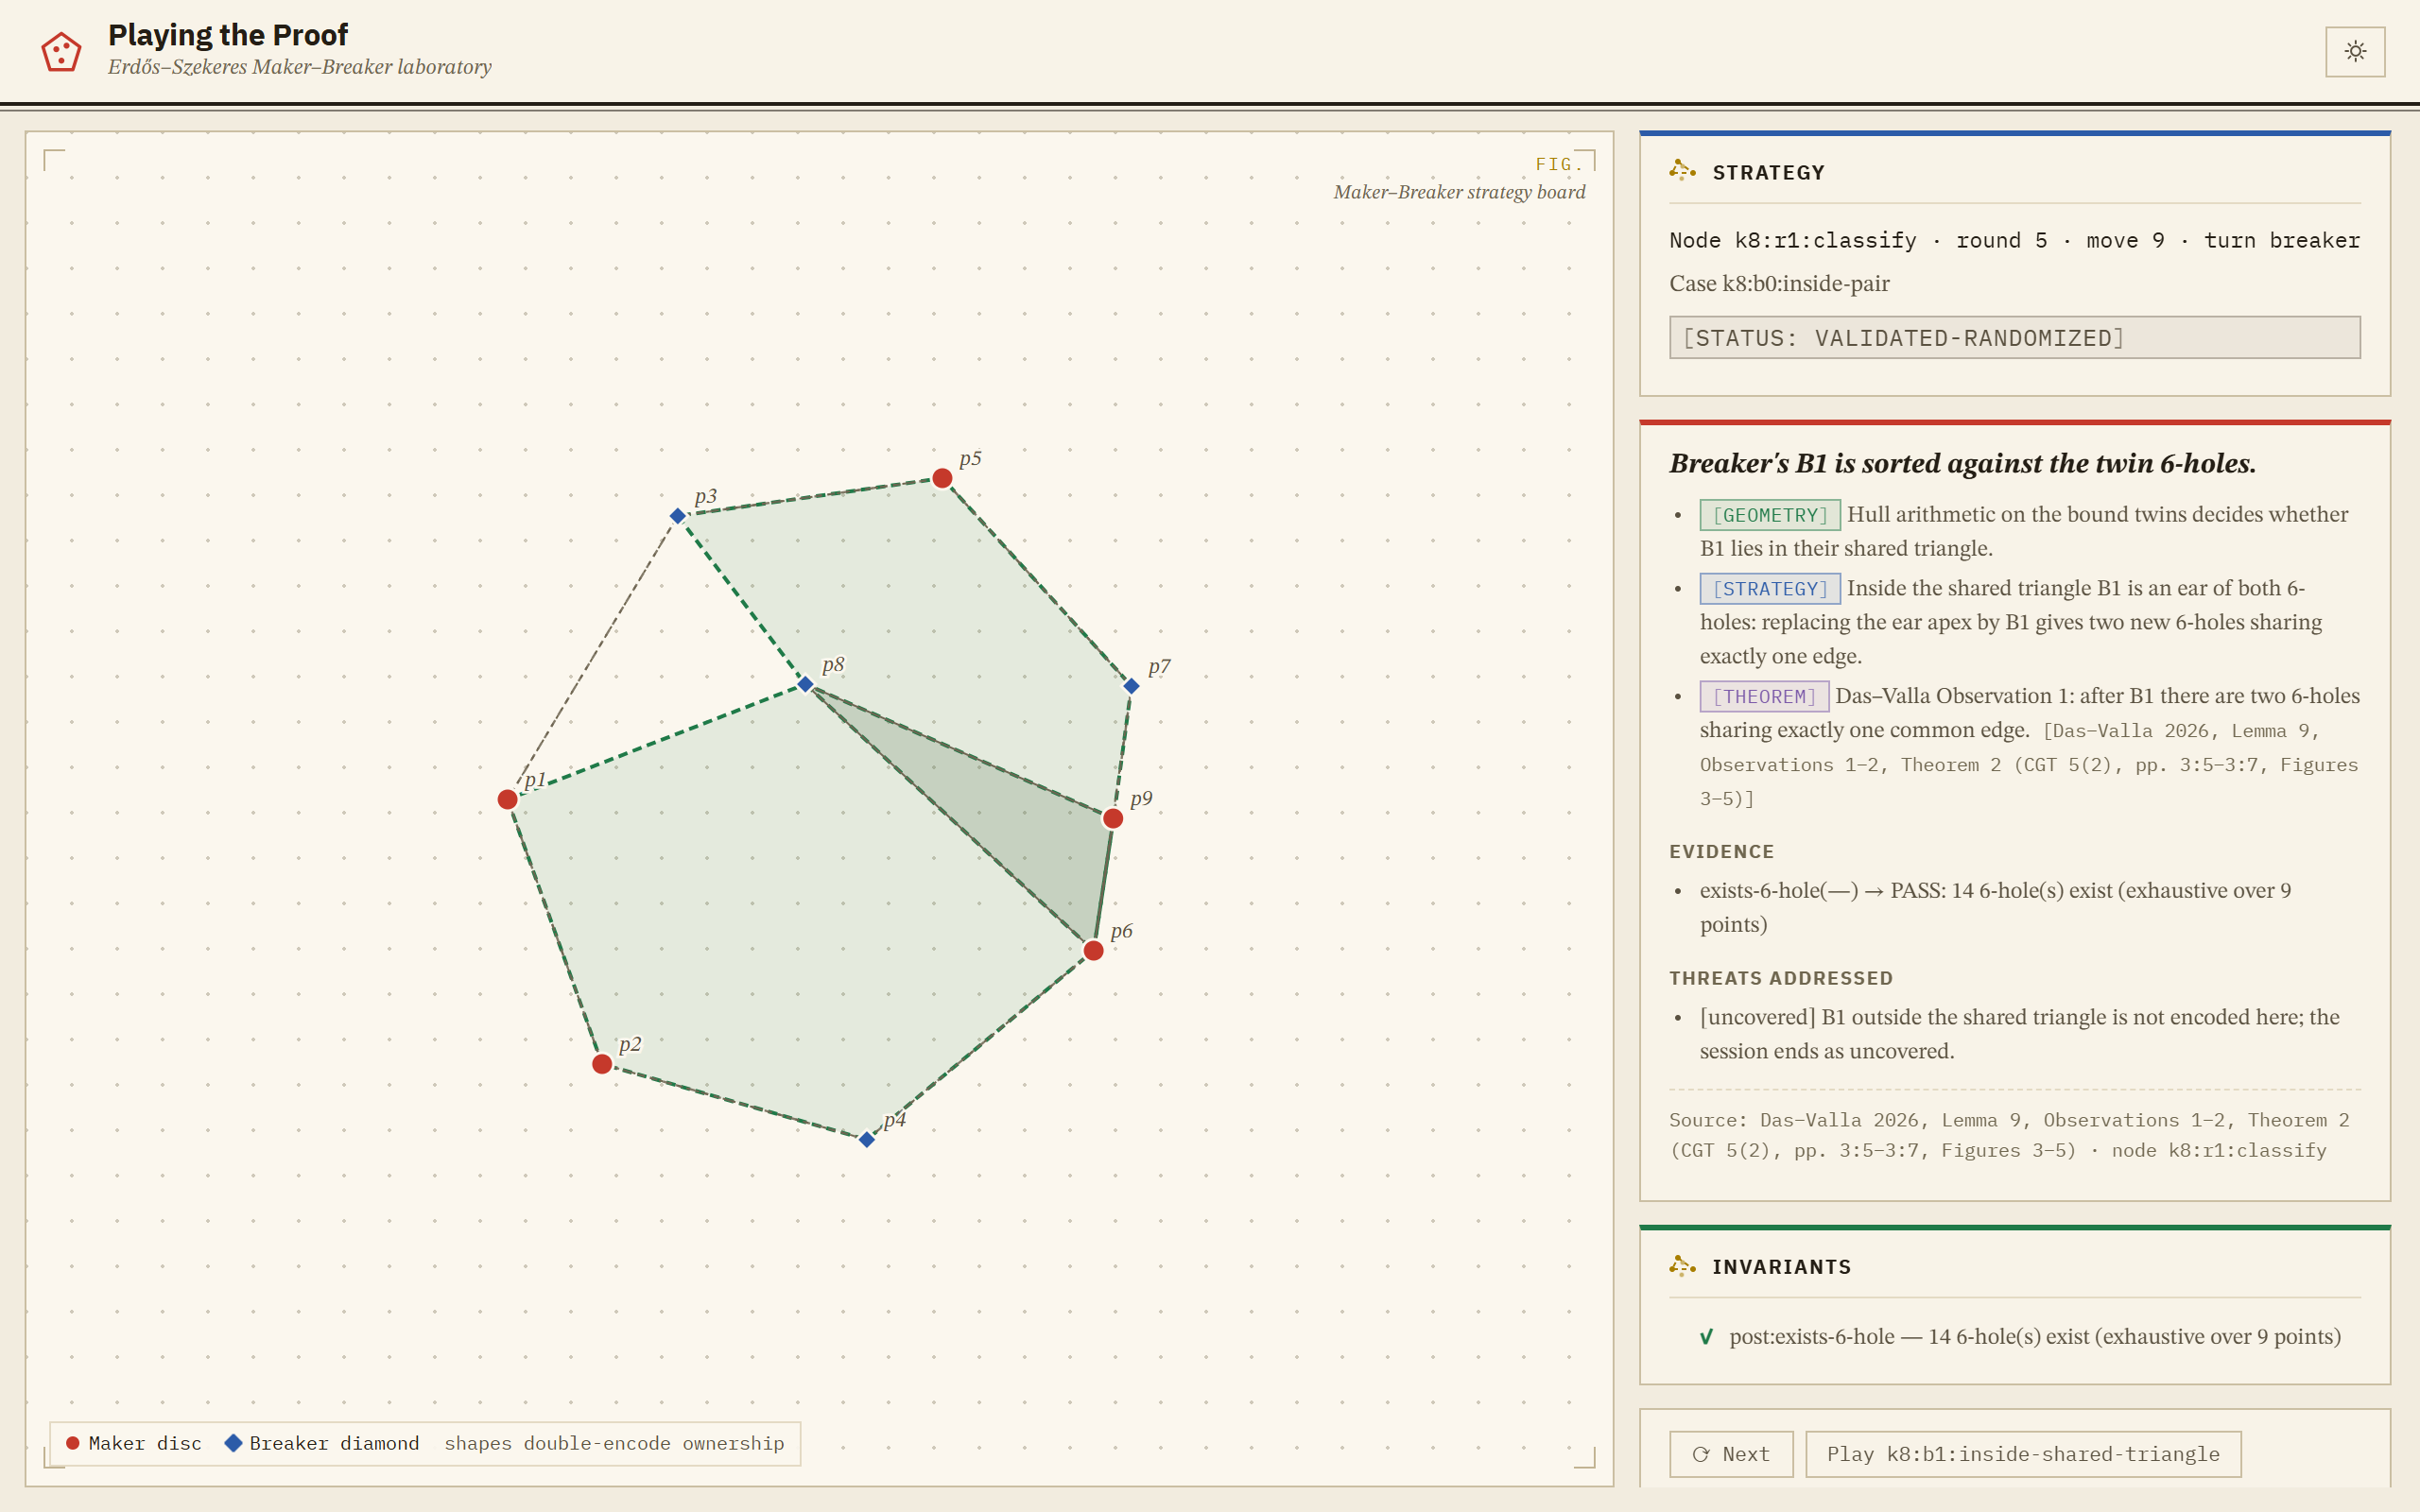 Playing the Proof
Erdős–Szekeres Maker–Breaker laboratory
FIG.
Maker–Breaker strategy board
p5
p3
p8
p7
p1
p9
p6
p2
p4
Maker disc
Breaker diamond
shapes double-encode ownership
STRATEGY
Node k8:r1:classify · round 5 · move 9 · turn breaker
Case k8:b0:inside-pair
[STATUS: VALIDATED-RANDOMIZED]
Breaker's B1 is sorted against the twin 6-holes.
• [GEOMETRY] Hull arithmetic on the bound twins decides whether
B1 lies in their shared triangle.
• [STRATEGY] Inside the shared triangle B1 is an ear of both 6-
holes: replacing the ear apex by B1 gives two new 6-holes sharing
exactly one edge.
• [THEOREM] Das–Valla Observation 1: after B1 there are two 6-holes
sharing exactly one common edge. [Das–Valla 2026, Lemma 9,
Observations 1–2, Theorem 2 (CGT 5(2), pp. 3:5–3:7, Figures
3–5)]
EVIDENCE
• exists-6-hole(—) → PASS: 14 6-hole(s) exist (exhaustive over 9
points)
THREATS ADDRESSED
• [uncovered] B1 outside the shared triangle is not encoded here; the
session ends as uncovered.
Source: Das–Valla 2026, Lemma 9, Observations 1–2, Theorem 2
(CGT 5(2), pp. 3:5–3:7, Figures 3–5) · node k8:r1:classify
INVARIANTS
✓ post:exists-6-hole — 14 6-hole(s) exist (exhaustive over 9 points)
Next
Play k8:b1:inside-shared-triangle